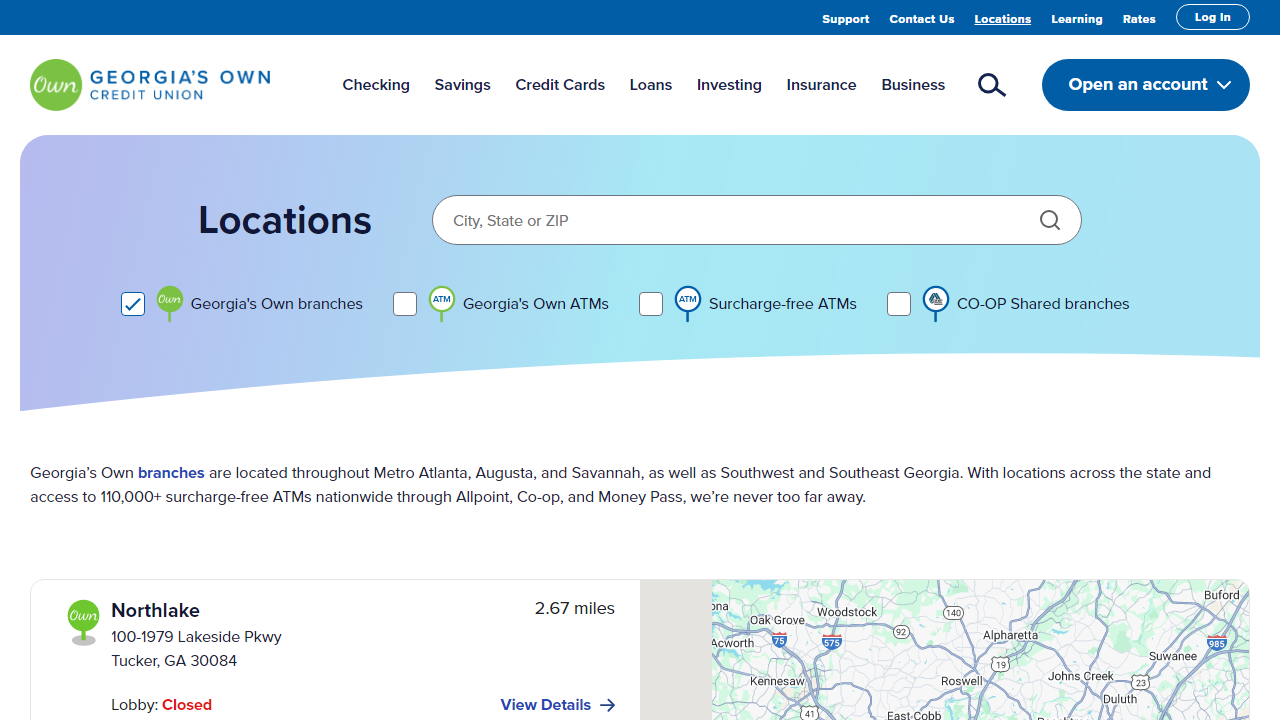 Support Contact Us Locations Learning Rates Log In
Own GEORGIA'S OWN
CREDIT UNION
Checking Savings Credit Cards Loans Investing Insurance Business Open an account
Locations
City, State or ZIP
Own Georgia's Own branches ATM Georgia's Own ATMs ATM Surcharge-free ATMs CO-OP Shared branches
Georgia’s Own branches are located throughout Metro Atlanta, Augusta, and Savannah, as well as Southwest and Southeast Georgia. With locations across the state and
access to 110,000+ surcharge-free ATMs nationwide through Allpoint, Co-op, and Money Pass, we’re never too far away.
Own Northlake 2.67 miles
100-1979 Lakeside Pkwy
Tucker, GA 30084
Lobby: Closed View Details
Buford
Woodstock 140
Oak Grove
92 Alpharetta
Acworth 75 575 985
19 Suwanee
Kennesaw Roswell Johns Creek 23
Duluth
41 East-Cobb